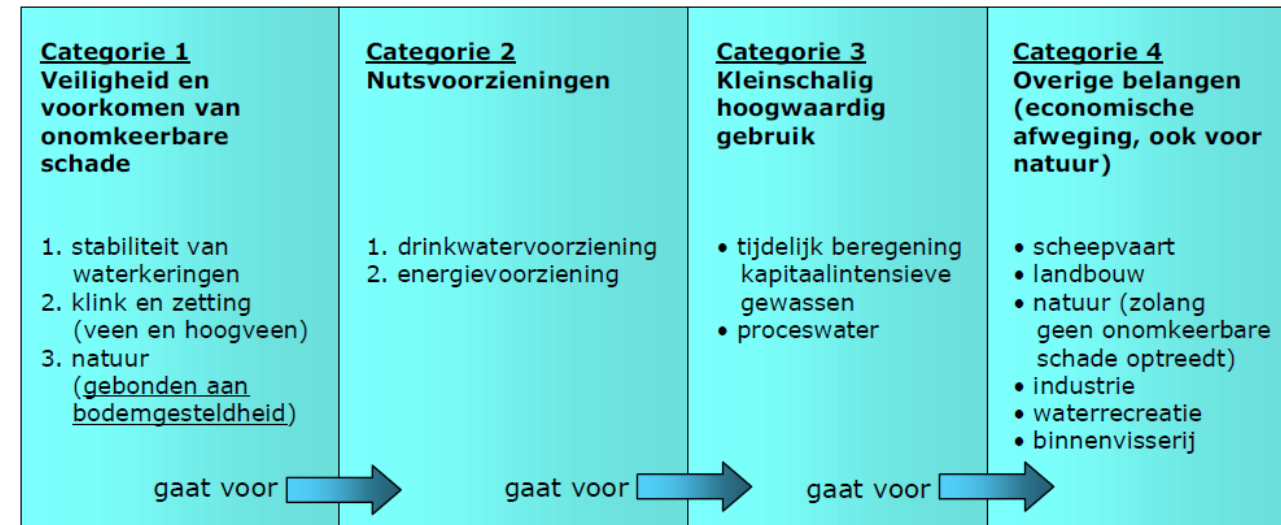 Categorie 1
Veiligheid en
voorkomen van
onomkeerbare
schade
1. stabiliteit van
waterkeringen
2. klink en zetting
(veen en hoogveen)
3. natuur
(gebonden aan
bodemgesteldheid)
gaat voor
Categorie 2
Nutsvoorzieningen
1. drinkwatervoorziening
2. energievoorziening
gaat voor
Categorie 3
Kleinschalig
hoogwaardig
gebruik
• tijdelijk beregening
kapitaalintensieve
gewassen
• proceswater
gaat voor
Categorie 4
Overige belangen
(economische
afweging, ook voor
natuur)
• scheepvaart
• landbouw
• natuur (zolang
geen onomkeerbare
schade optreedt)
• industrie
• waterrecreatie
• binnenvisserij